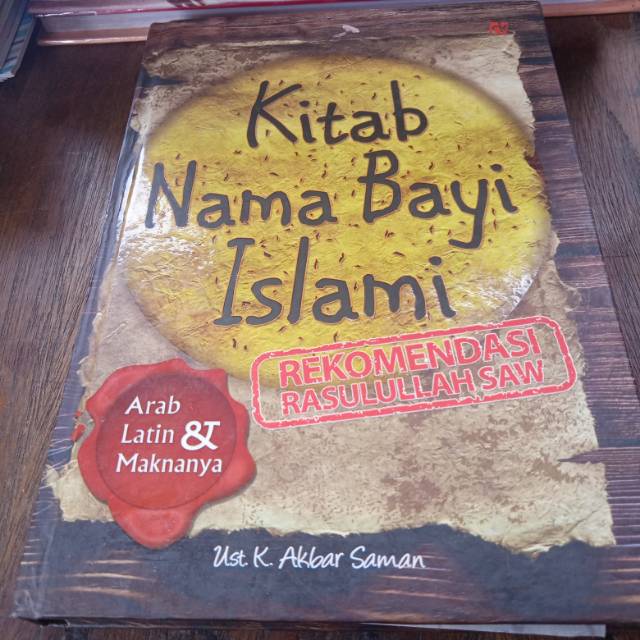 Kitab
Nama Bayi
Islami
REKOMENDASI
RASULULLAH SAW
Arab
Latin &
Maknanya
Ust. K. Akbar Saman